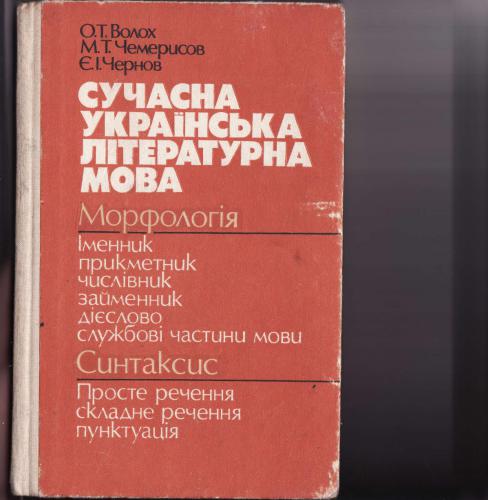 О.Т.Волох
М.Т.Чемерисов
Є.І.Чернов
СУЧАСНА
УКРАЇНСЬКА
ЛІТЕРАТУРНА
МОВА
Морфологія
Іменник
прикметник
числівник
займенник
дієслово
службові частини мови
Синтаксис
Просте речення
складне речення
пунктуація